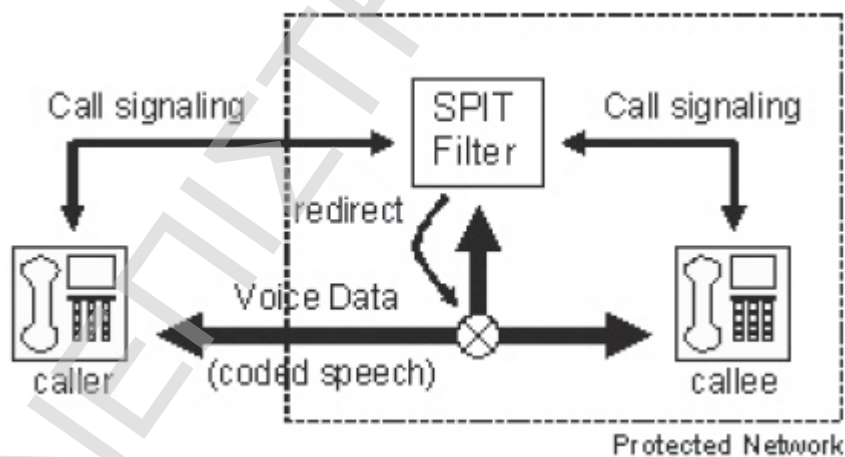 Call signaling
SPIT
Filter
Call signaling
redirect
Voice Data
(coded speech)
caller
callee
Protected Network